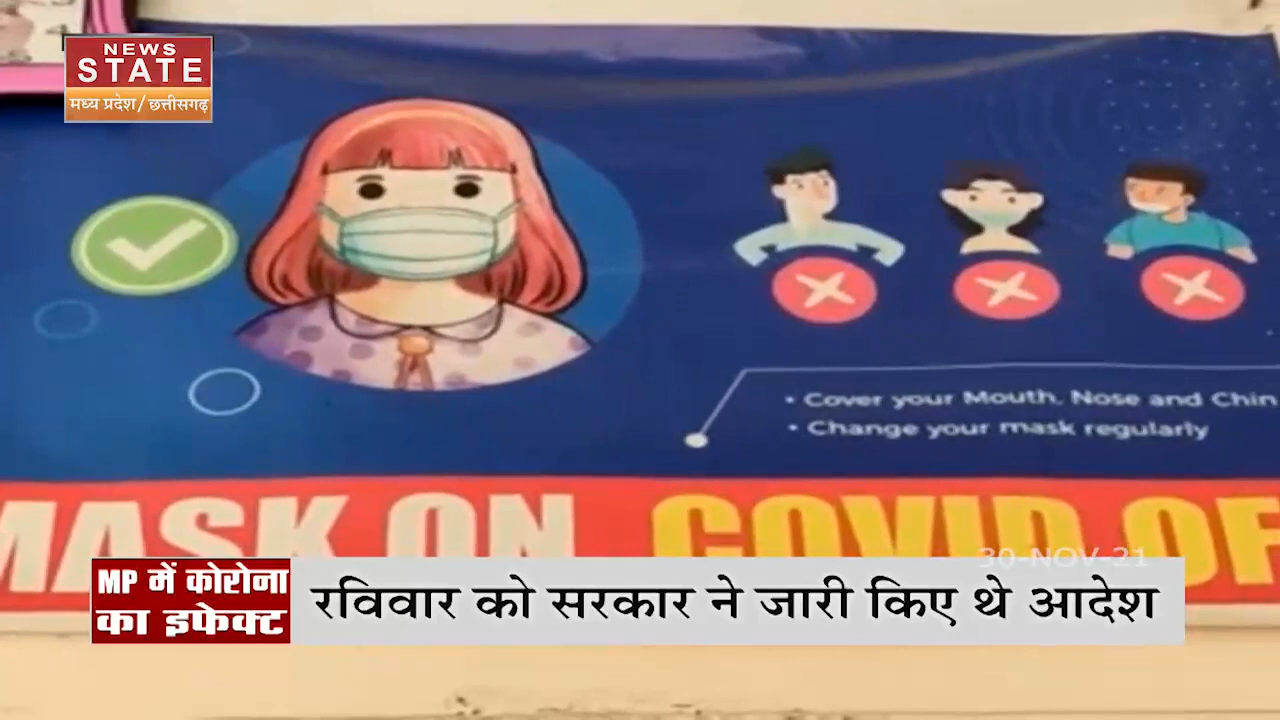 NEWS
STATE
मध्य प्रदेश/छत्तीसगढ़
• Cover your Mouth, Nose and Chin
• Change your mask regularly
MASK ON COVID OF
30-NOV-21
MP में कोरोना
का इफेक्ट
रविवार को सरकार ने जारी किए थे आदेश